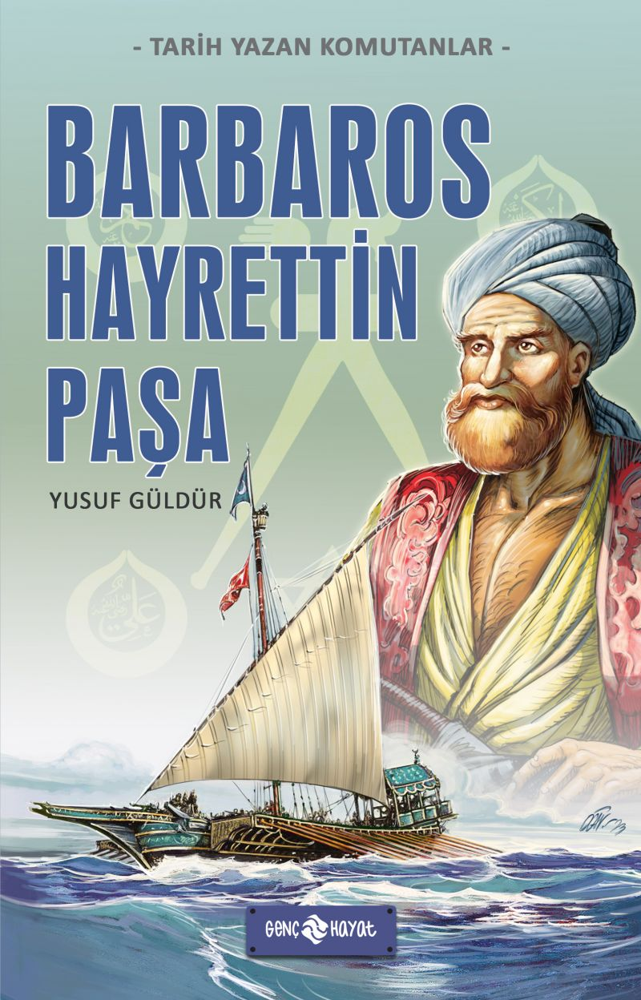 - TARİH YAZAN KOMUTANLAR -
BARBAROS
HAYRETTİN
PAŞA
YUSUF GÜLDÜR
GENÇ HAYAT